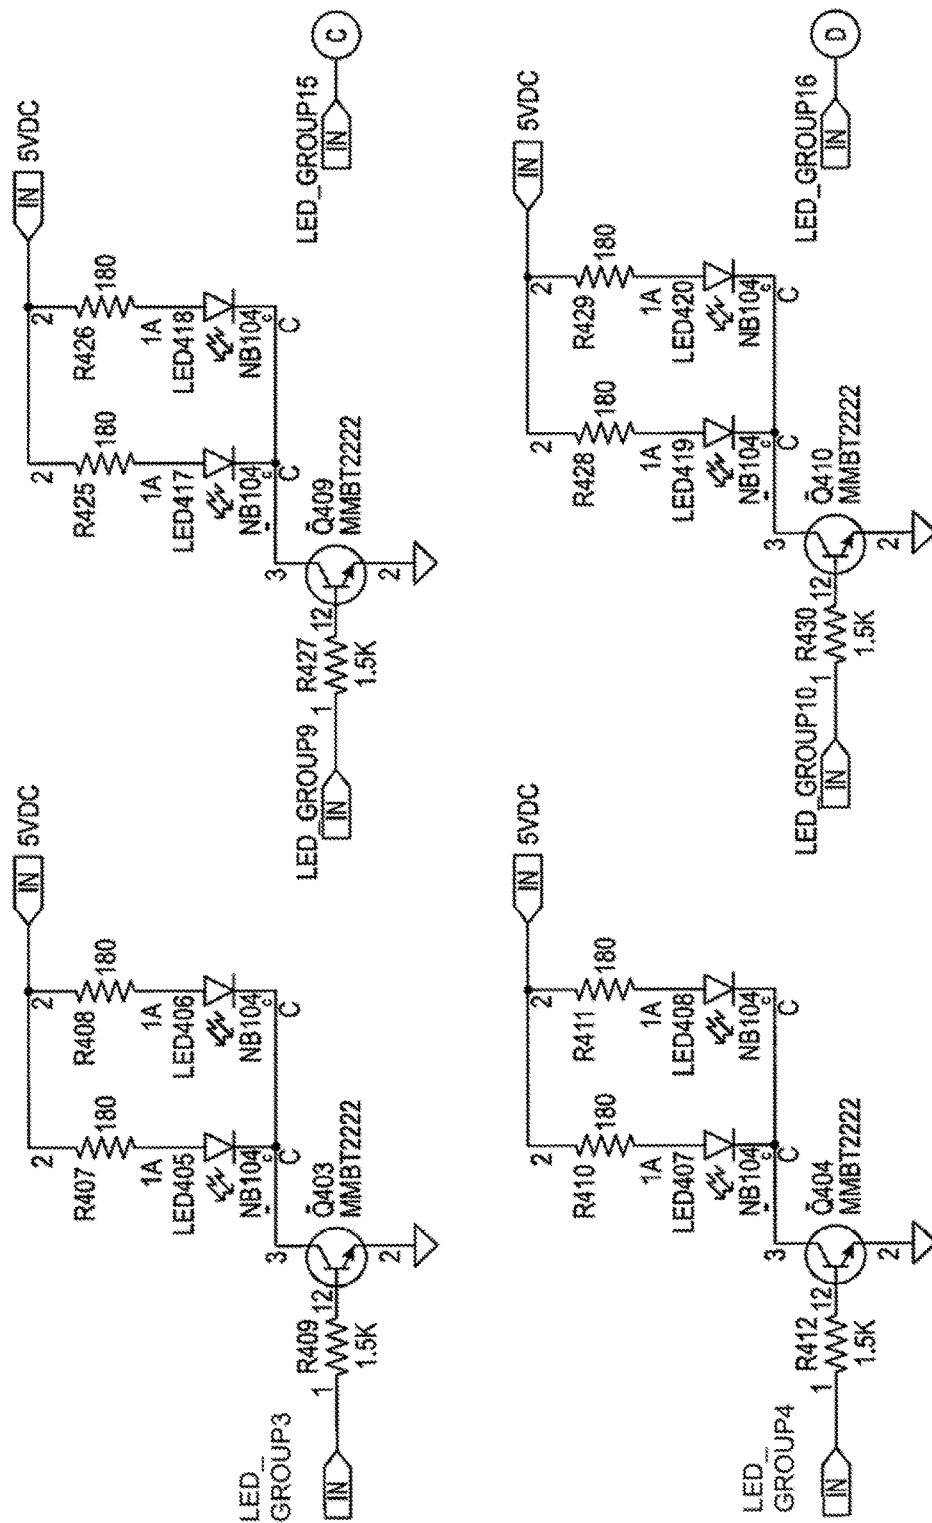 LED_
GROUP3
IN
1
R409
1.5K
12
3
2
Q403
MMBT2222
2
R407
180
1A
LED405
NB104
C
C
2
R408
180
1A
LED406
NB104
C
C
IN
5VDC
LED_GROUP9
IN
1
R427
1.5K
12
3
2
Q409
MMBT2222
2
R425
180
1A
LED417
NB104
C
C
2
R426
180
1A
LED418
NB104
C
C
IN
5VDC
LED_GROUP15
IN
C
LED_
GROUP4
IN
1
R412
1.5K
12
3
2
Q404
MMBT2222
2
R410
180
1A
LED407
NB104
C
C
2
R411
180
1A
LED408
NB104
C
C
IN
5VDC
LED_GROUP10
IN
1
R430
1.5K
12
3
2
Q410
MMBT2222
2
R428
180
1A
LED419
NB104
C
C
2
R429
180
1A
LED420
NB104
C
C
IN
5VDC
LED_GROUP16
IN
D